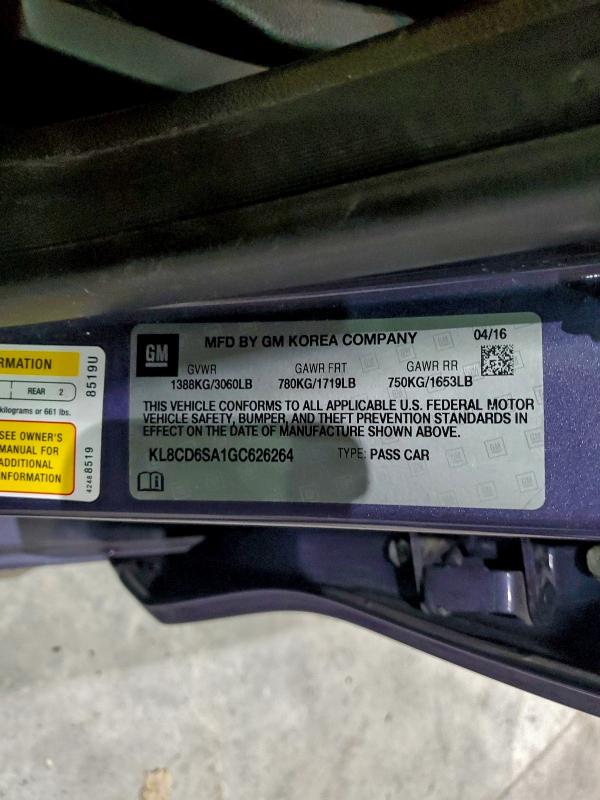 RMATION
REAR 2
kilograms or 661 lbs.
SEE OWNER'S
MANUAL FOR
ADDITIONAL
INFORMATION
8519U
42488519
GM
MFD BY GM KOREA COMPANY
04/16
GVWR GAWR FRT GAWR RR
1388KG/3060LB 780KG/1719LB 750KG/1653LB
THIS VEHICLE CONFORMS TO ALL APPLICABLE U.S. FEDERAL MOTOR
VEHICLE SAFETY, BUMPER, AND THEFT PREVENTION STANDARDS IN
EFFECT ON THE DATE OF MANUFACTURE SHOWN ABOVE.
KL8CD6SA1GC626264 TYPE: PASS CAR